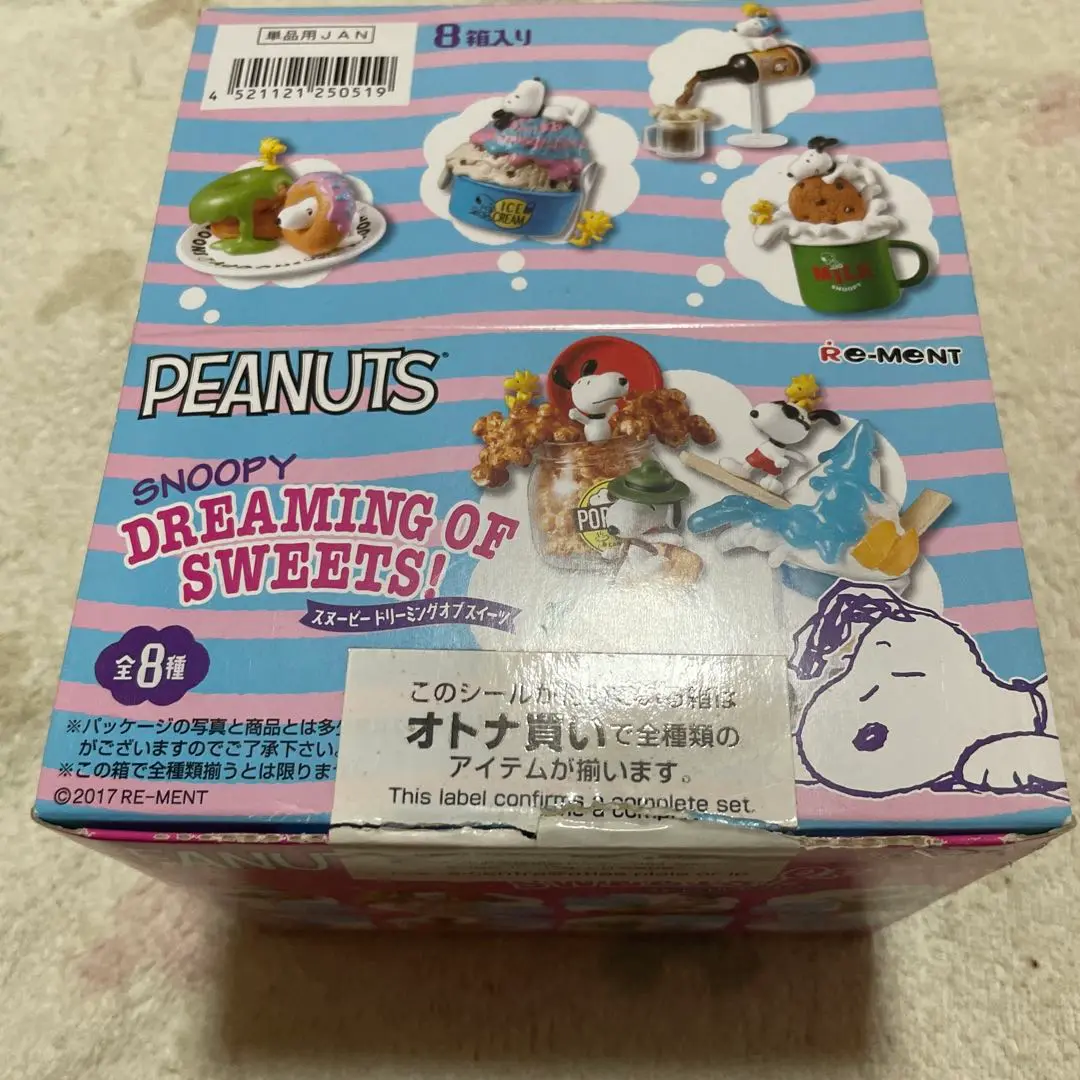 単品用JAN
8箱入り
4 521121 250519
ICE
CREAM
MILK
SNOOPY
PEANUTS
RE-MENT
SNOOPY
DREAMING OF
SWEETS!
スヌーピー ドリーミング オブ スイーツ
POP
全8種
このシールが
箱は
オトナ買いで全種類の
アイテムが揃います。
This label confirms a complete set.
※パッケージの写真と商品とは多少
がございますのでご了承下さい。
※この箱で全種類揃うとは限りま
©2017 RE-MENT